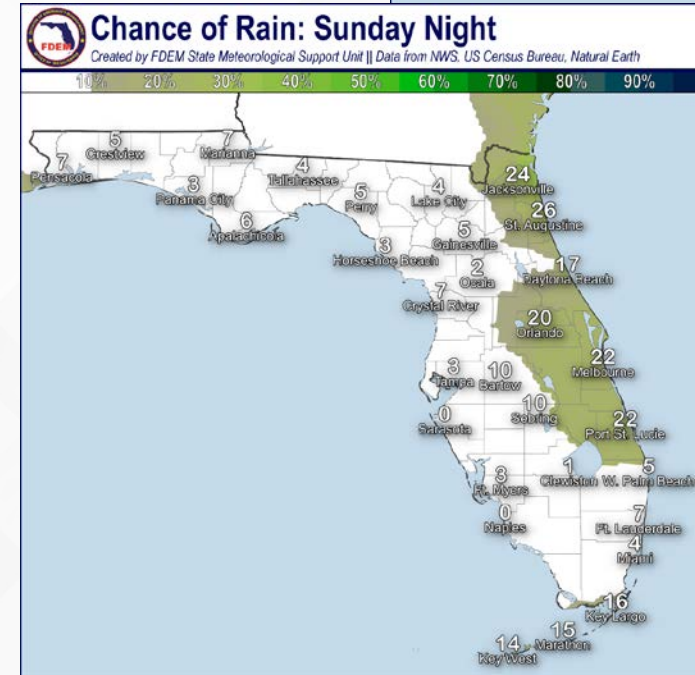 FDEM
Chance of Rain: Sunday Night
Created by FDEM State Meteorological Support Unit || Data from NWS, US Census Bureau, Natural Earth
10% 20% 30% 40% 50% 60% 70% 80% 90%
5
Crestview
7
Marianna
7
Pensacola
4
Tallahassee
24
Jacksonville
3
Panama City
5
Perry
4
Lake City
26
St. Augustine
6
Apalachicola
5
Gainesville
3
Horseshoe Beach
2
Ocala
17
Daytona Beach
7
Crystal River
20
Orlando
3
Tampa
10
Bartow
22
Melbourne
0
Sarasota
10
Sebring
22
Port St. Lucie
3
Ft. Myers
1
Clewiston
5
W. Palm Beach
0
Naples
7
Ft. Lauderdale
4
Miami
16
Key Largo
15
Marathon
14
Key West